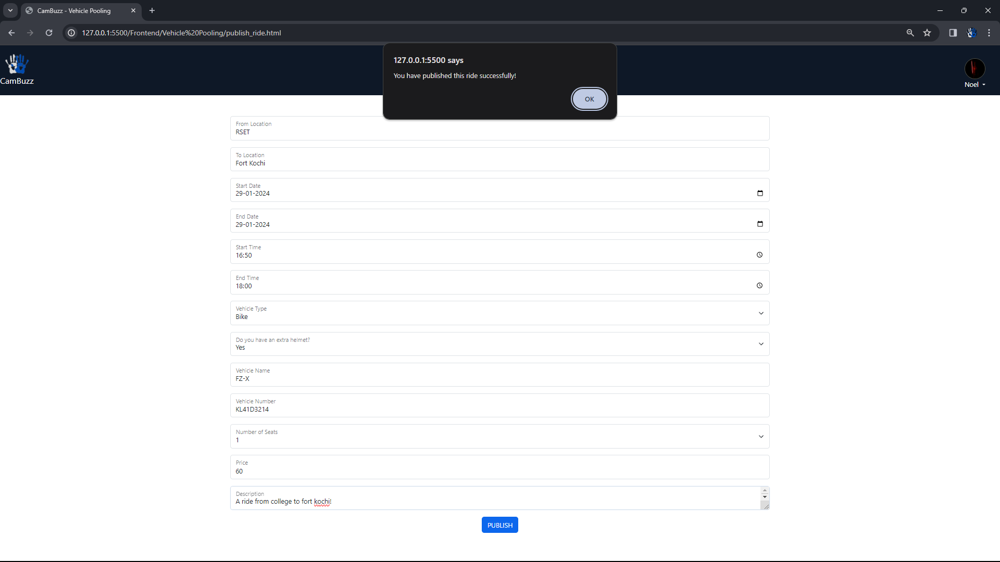 CamBuzz - Vehicle Pooling
127.0.0.1:5500/Frontend/Vehicle%20Pooling/publish_ride.html
127.0.0.1:5500 says
You have published this ride successfully!
OK
CamBuzz
Noel
From Location
RSET
To Location
Fort Kochi
Start Date
29-01-2024
End Date
29-01-2024
Start Time
16:50
End Time
18:00
Vehicle Type
Bike
Do you have an extra helmet?
Yes
Vehicle Name
FZ-X
Vehicle Number
KL41D3214
Number of Seats
1
Price
60
Description
A ride from college to fort kochi!
PUBLISH